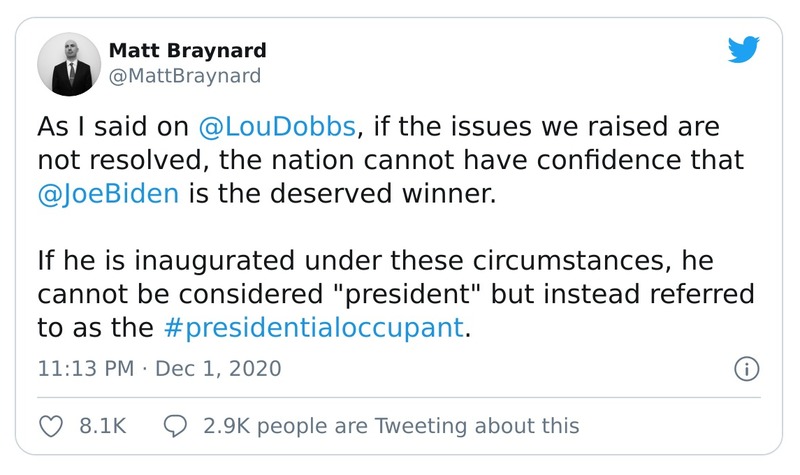 Matt Braynard
@MattBraynard
As I said on @LouDobbs, if the issues we raised are
not resolved, the nation cannot have confidence that
@JoeBiden is the deserved winner.
If he is inaugurated under these circumstances, he
cannot be considered "president" but instead referred
to as the #presidentialoccupant.
11:13 PM · Dec 1, 2020
8.1K 2.9K people are Tweeting about this